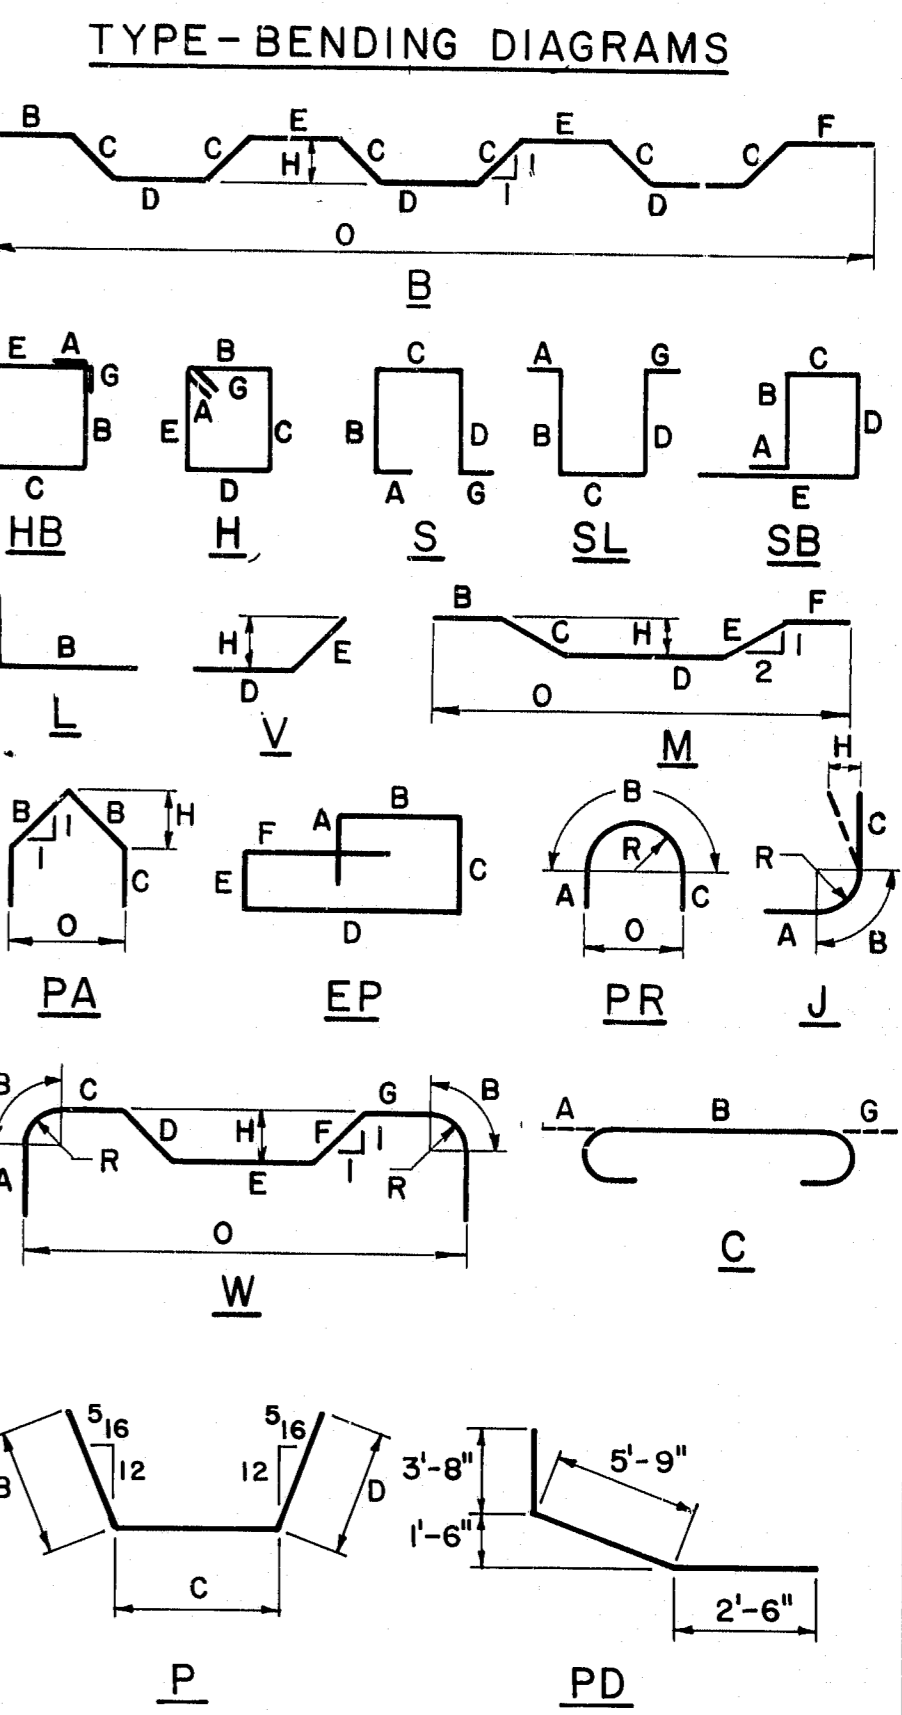 TYPE-BENDING DIAGRAMS
B C C E C C E C C F
D H D 1 1 D
O
B
E A G B C
HB
B G A E C D
H
C B D A G
S
A G B D C
SL
C B D A E
SB
B
L
H E D
V
B C H E F 1 2 D
O
M
B B H 1 1 C O
PA
F A B E C D
EP
B R A C O
PR
H C R A B
J
B C D H F G B
A R E 1 1 R
O
W
A B G
C
5/16 5/16
12 12
B D
C
P
3'-8" 5'-9"
1'-6"
2'-6"
PD